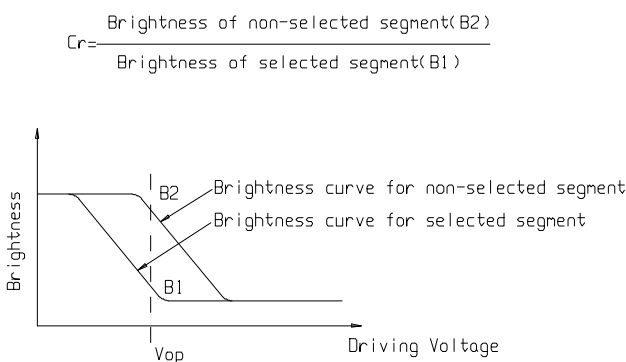 Brightness of non-selected segment(B2)
Cr=
Brightness of selected segment(B1)
B2
Brightness curve for non-selected segment
Brightness curve for selected segment
Brightness
B1
Driving Voltage
Vop